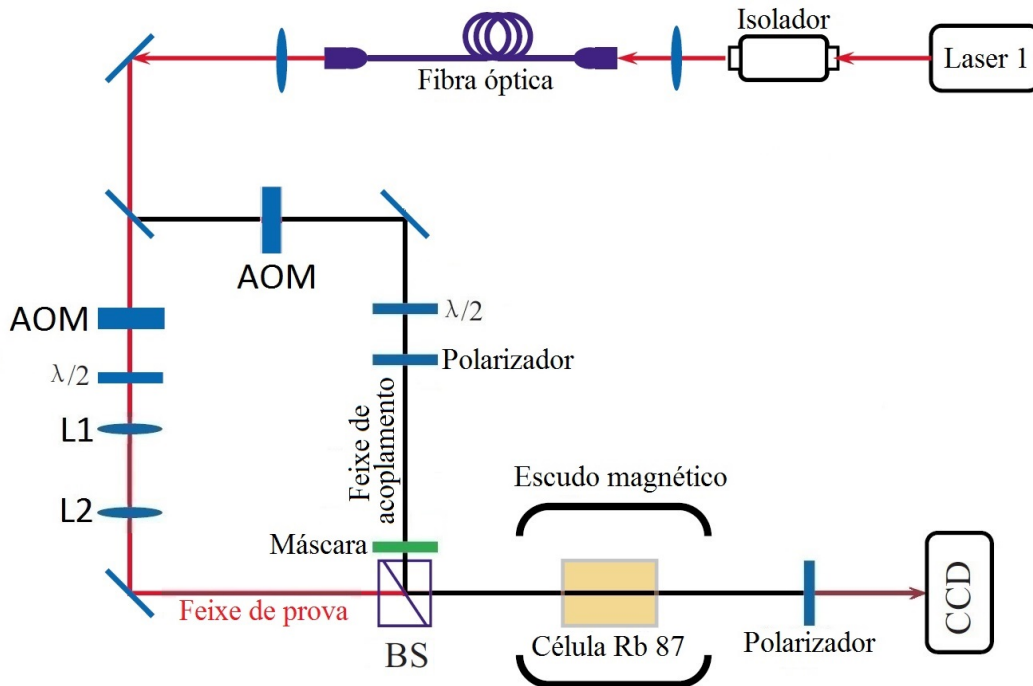 Isolador
Laser 1
Fibra óptica
AOM
AOM
λ/2
λ/2
Polarizador
L1
L2
Feixe de
acoplamento
Máscara
Escudo magnético
Feixe de prova
BS
Célula Rb 87
Polarizador
CCD